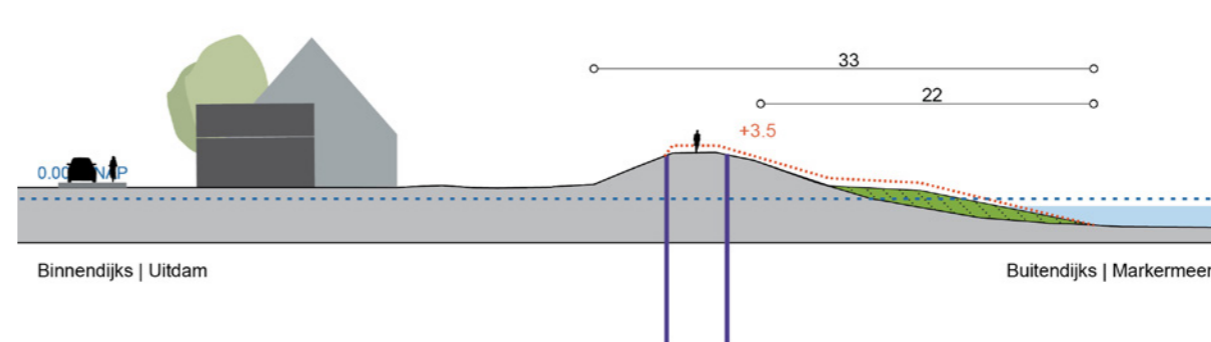 33
22
+3.5
0.00 NAP
Binnendijks | Uitdam
Buitendijks | Markermeer